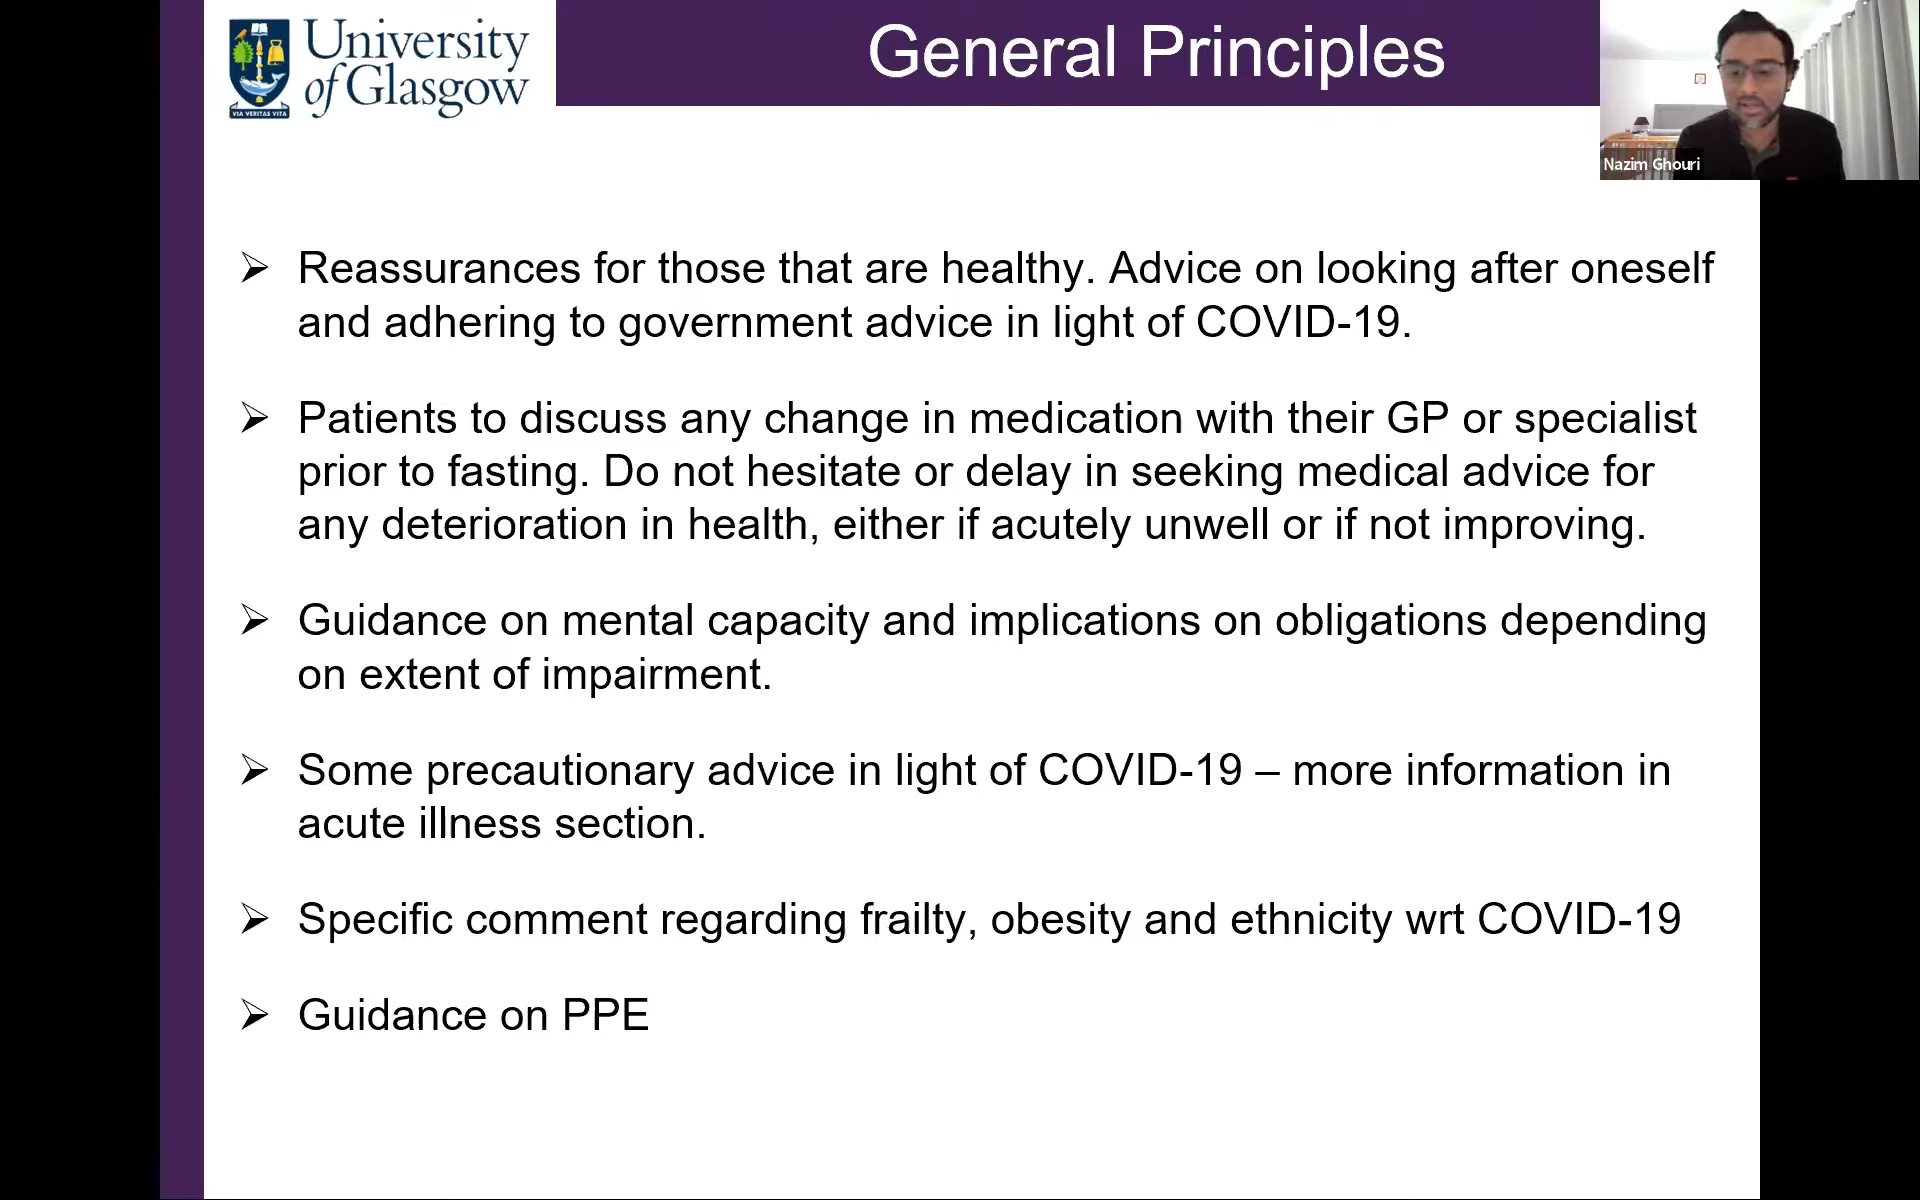 University
of Glasgow
VIA VERITAS VITA
General Principles
Nazim Ghouri
Reassurances for those that are healthy. Advice on looking after oneself
and adhering to government advice in light of COVID-19.
Patients to discuss any change in medication with their GP or specialist
prior to fasting. Do not hesitate or delay in seeking medical advice for
any deterioration in health, either if acutely unwell or if not improving.
Guidance on mental capacity and implications on obligations depending
on extent of impairment.
Some precautionary advice in light of COVID-19 – more information in
acute illness section.
Specific comment regarding frailty, obesity and ethnicity wrt COVID-19
Guidance on PPE